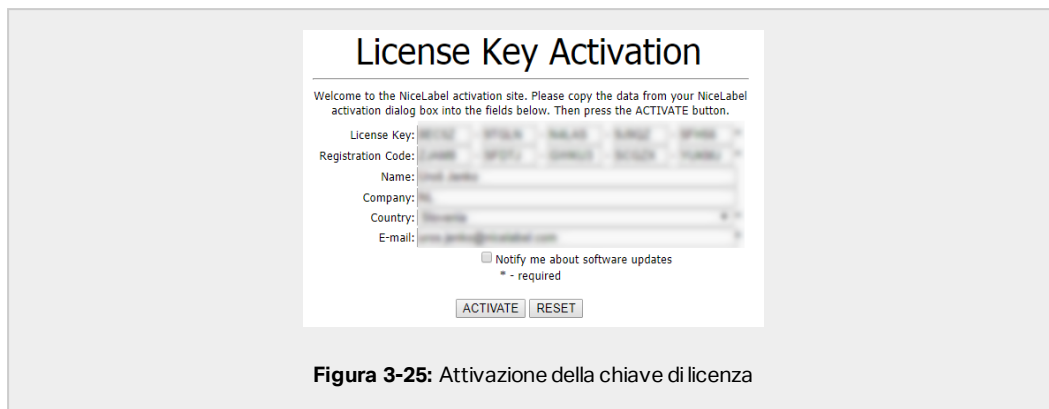 License Key Activation
Welcome to the NiceLabel activation site. Please copy the data from your NiceLabel
activation dialog box into the fields below. Then press the ACTIVATE button.
License Key:
*
Registration Code:
*
Name:
Company:
Country:
*
E-mail:
*
Notify me about software updates
* - required
ACTIVATE RESET
Figura 3-25: Attivazione della chiave di licenza